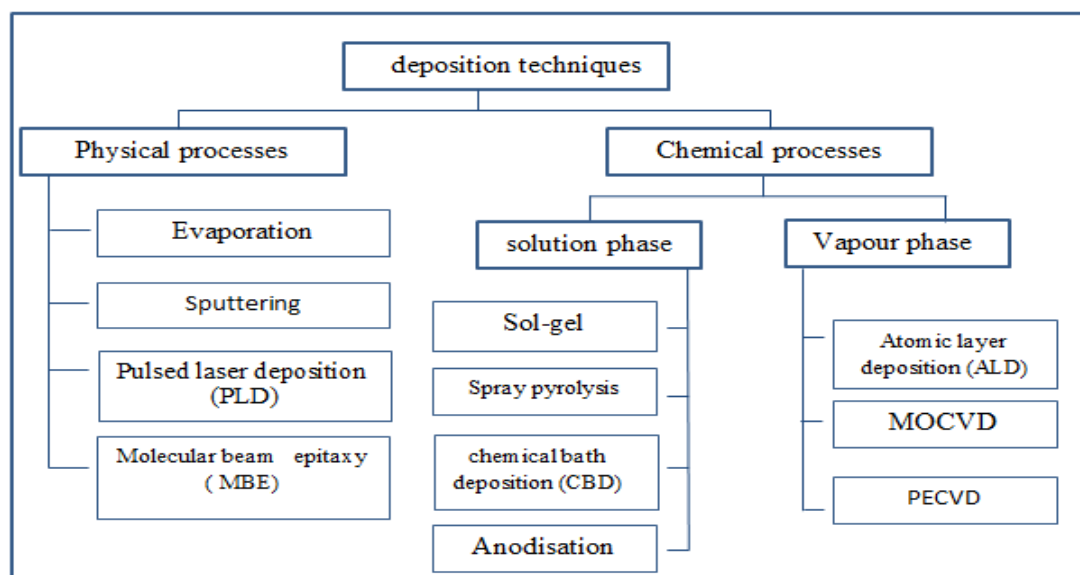 deposition techniques
Physical processes
Chemical processes
Evaporation
Sputtering
Pulsed laser deposition
(PLD)
Molecular beam epitaxy
( MBE)
solution phase
Sol-gel
Spray pyrolysis
chemical bath
deposition (CBD)
Anodisation
Vapour phase
Atomic layer
deposition (ALD)
MOCVD
PECVD